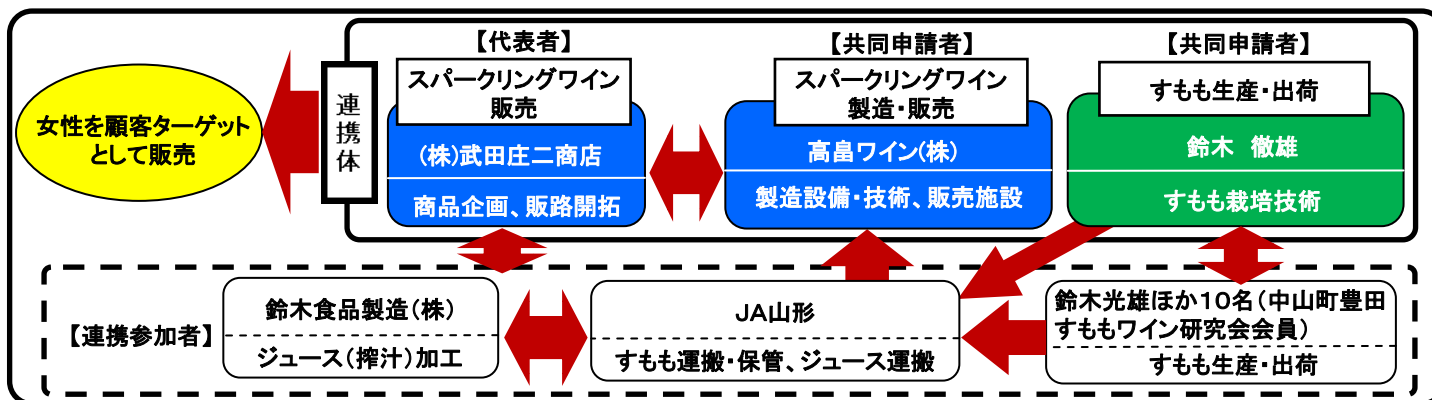 【代表者】
スパークリングワイン
販売
(株)武田庄二商店
商品企画、販路開拓
【共同申請者】
スパークリングワイン
製造・販売
高畠ワイン(株)
製造設備・技術、販売施設
【共同申請者】
すもも生産・出荷
鈴木　徹雄
すもも栽培技術
連携体
女性を顧客ターゲット
として販売
【連携参加者】
鈴木食品製造(株)
ジュース(搾汁)加工
JA山形
すもも運搬・保管、ジュース運搬
鈴木光雄ほか10名(中山町豊田
すももワイン研究会会員)
すもも生産・出荷